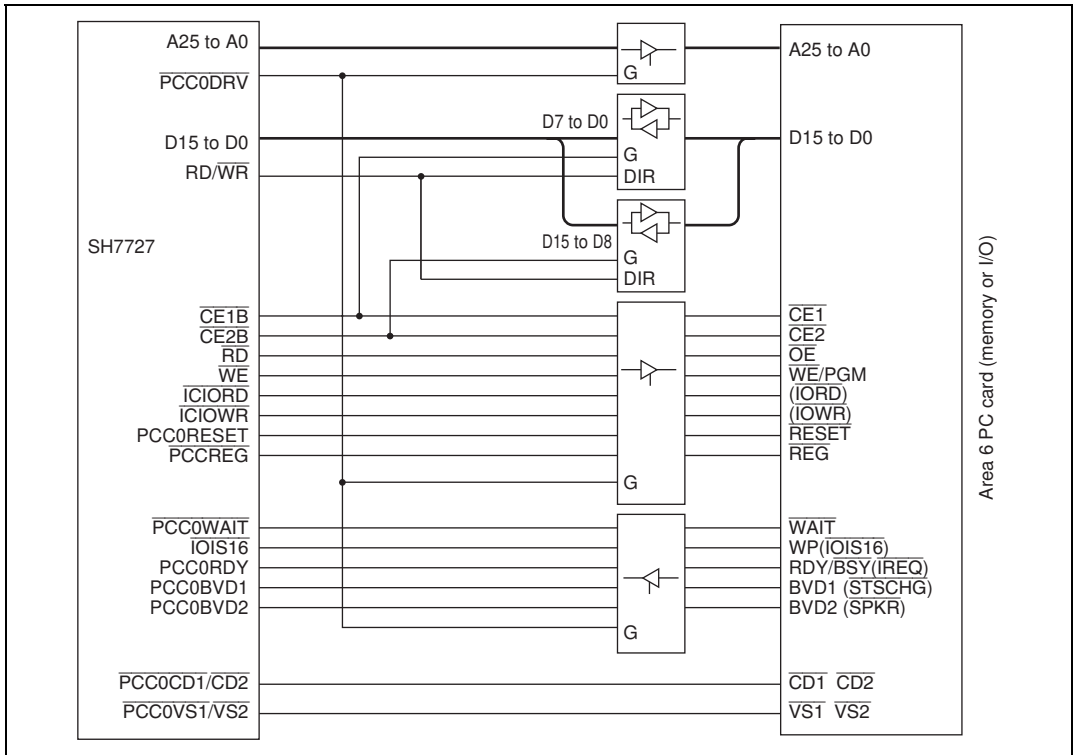 A25 to A0
PCC0DRV
D15 to D0
RD/WR
SH7727
CE1B
CE2B
RD
WE
ICIORD
ICIOWR
PCC0RESET
PCCREG
PCC0WAIT
IOIS16
PCC0RDY
PCC0BVD1
PCC0BVD2
PCC0CD1/CD2
PCC0VS1/VS2
G
D7 to D0
G
DIR
D15 to D8
G
DIR
G
G
A25 to A0
D15 to D0
CE1
CE2
OE
WE/PGM
(IORD)
(IOWR)
RESET
REG
WAIT
WP(IOIS16)
RDY/BSY(IREQ)
BVD1 (STSCHG)
BVD2 (SPKR)
CD1 CD2
VS1 VS2
Area 6 PC card (memory or I/O)